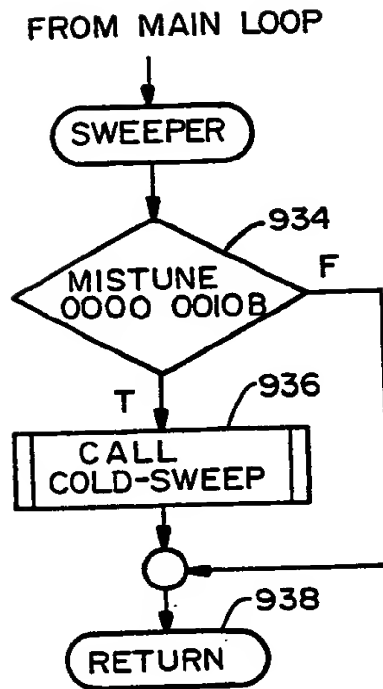 FROM MAIN LOOP
SWEEPER
934
MISTUNE
0000 0010B
F
T
936
CALL
COLD-SWEEP
938
RETURN